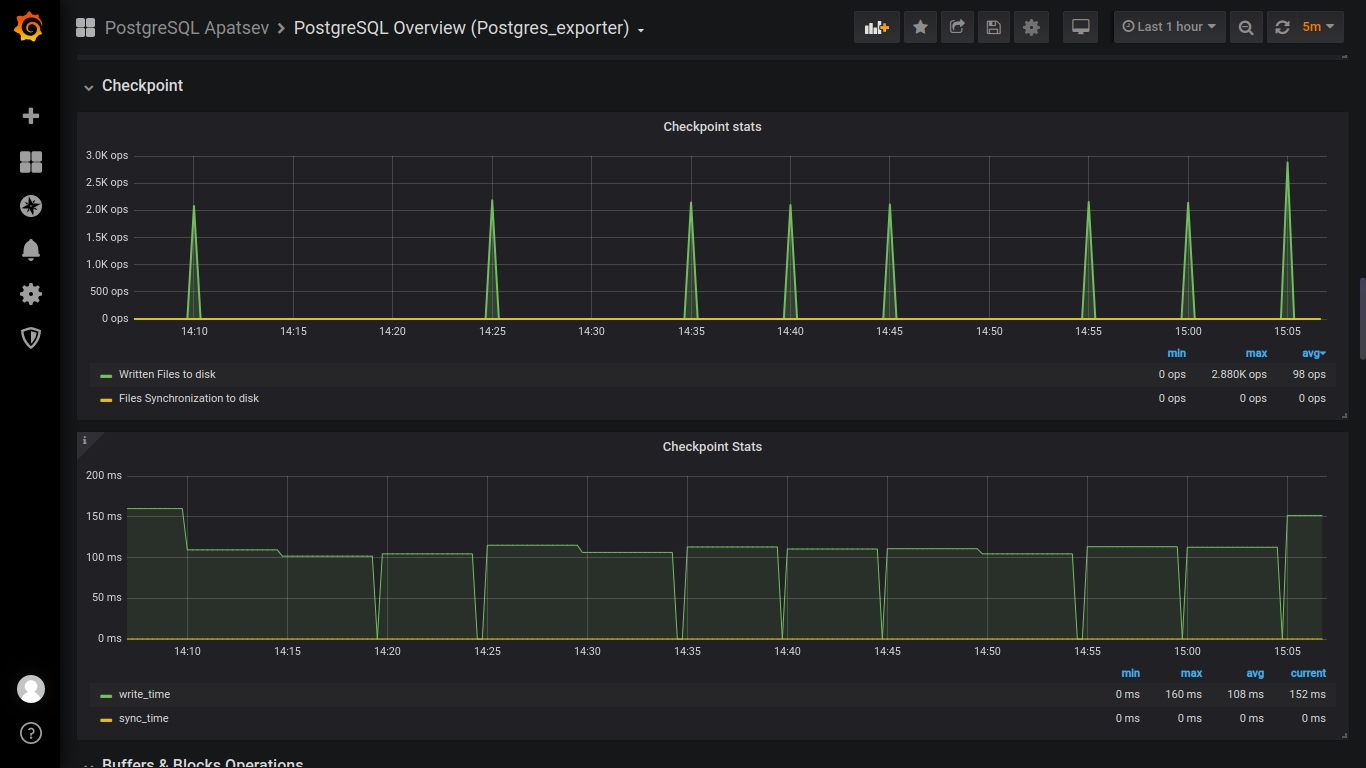 PostgreSQL Apatsev > PostgreSQL Overview (Postgres_exporter)
Last 1 hour
5m
Checkpoint
Checkpoint stats
3.0K ops
2.5K ops
2.0K ops
1.5K ops
1.0K ops
500 ops
0 ops
14:10 14:15 14:20 14:25 14:30 14:35 14:40 14:45 14:50 14:55 15:00 15:05
min max avg
Written Files to disk 0 ops 2.880K ops 98 ops
Files Synchronization to disk 0 ops 0 ops 0 ops
i
Checkpoint Stats
200 ms
150 ms
100 ms
50 ms
0 ms
14:10 14:15 14:20 14:25 14:30 14:35 14:40 14:45 14:50 14:55 15:00 15:05
min max avg current
write_time 0 ms 160 ms 108 ms 152 ms
sync_time 0 ms 0 ms 0 ms 0 ms
Buffers & Blocks Operations